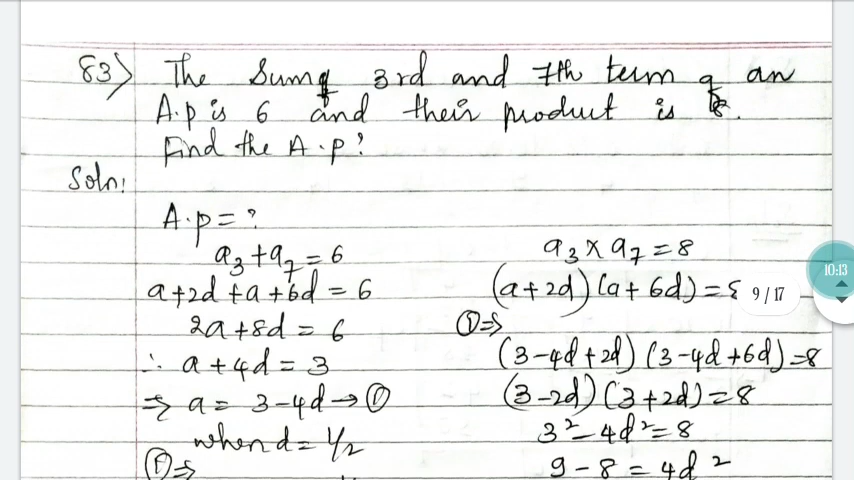 83) The Sum of 3rd and 7th term of an
A.p is 6 and their product is 8.
Find the A.p?
Soln:
A.p = ?
a₃ + a₇ = 6
a+2d +a+6d = 6
2a+8d = 6
∴ a+4d = 3
⇒ a = 3-4d → ①
when d = 1/2
①⇒
a₃ x a₇ = 8
(a+2d) (a+6d) = 8
①⇒
(3-4d+2d) (3-4d+6d) = 8
(3-2d) (3+2d) = 8
3² - 4d² = 8
9 - 8 = 4d²
10:13
9 / 17